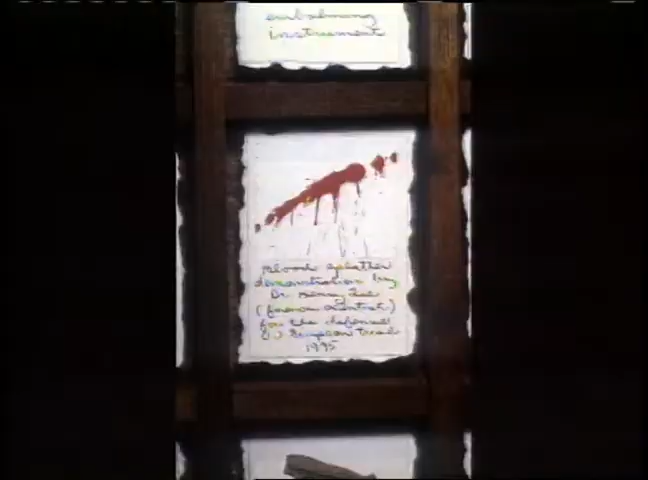 embalming
instrument
Blood spatter
demonstration by
Dr. Henry Lee
(forensic scientist)
for the defense
O J Simpson Trial
1995